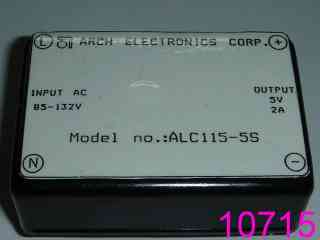 L ARCH ELECTRONICS CORP. +
INPUT AC OUTPUT
85-132V 5V
2A
Model no.:ALC115-5S
N −
10715